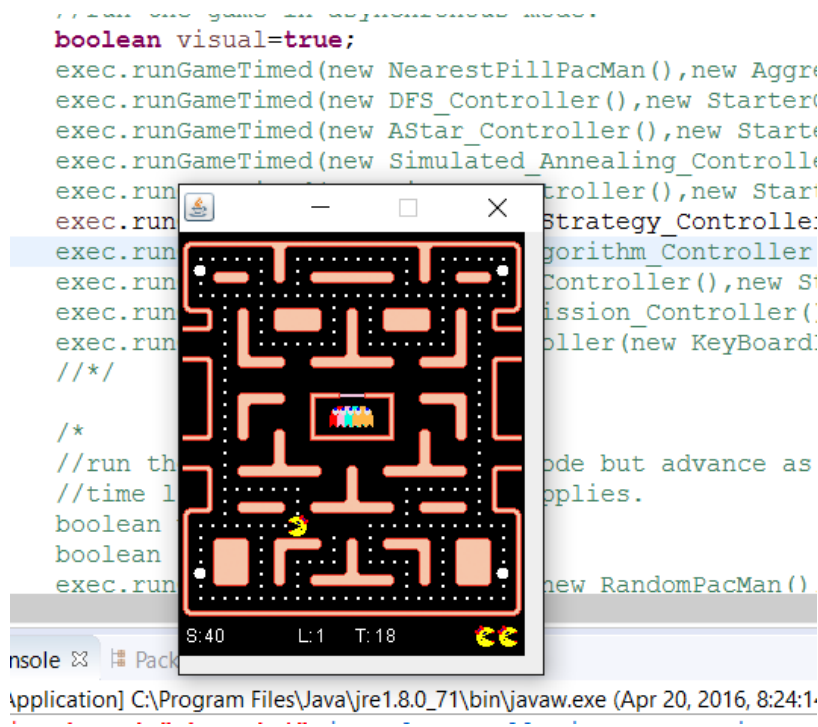 //run one game in asynchronous mode.
boolean visual=true;
exec.runGameTimed(new NearestPillPacMan(),new Aggre
exec.runGameTimed(new DFS_Controller(),new Starter
exec.runGameTimed(new AStar_Controller(),new Starte
exec.runGameTimed(new Simulated_Annealing_Controlle
exec.run troller(),new Start
exec.run Strategy_Controller
exec.run gorithm_Controller
exec.run Controller(),new St
exec.run ission_Controller()
exec.run oller(new KeyBoard
//*/
/*
//run th ode but advance as
//time l pplies.
boolean
boolean
exec.run new RandomPacMan(),
S:40 L:1 T:18
nsole Pack
Application] C:\Program Files\Java\jre1.8.0_71\bin\javaw.exe (Apr 20, 2016, 8:24:14